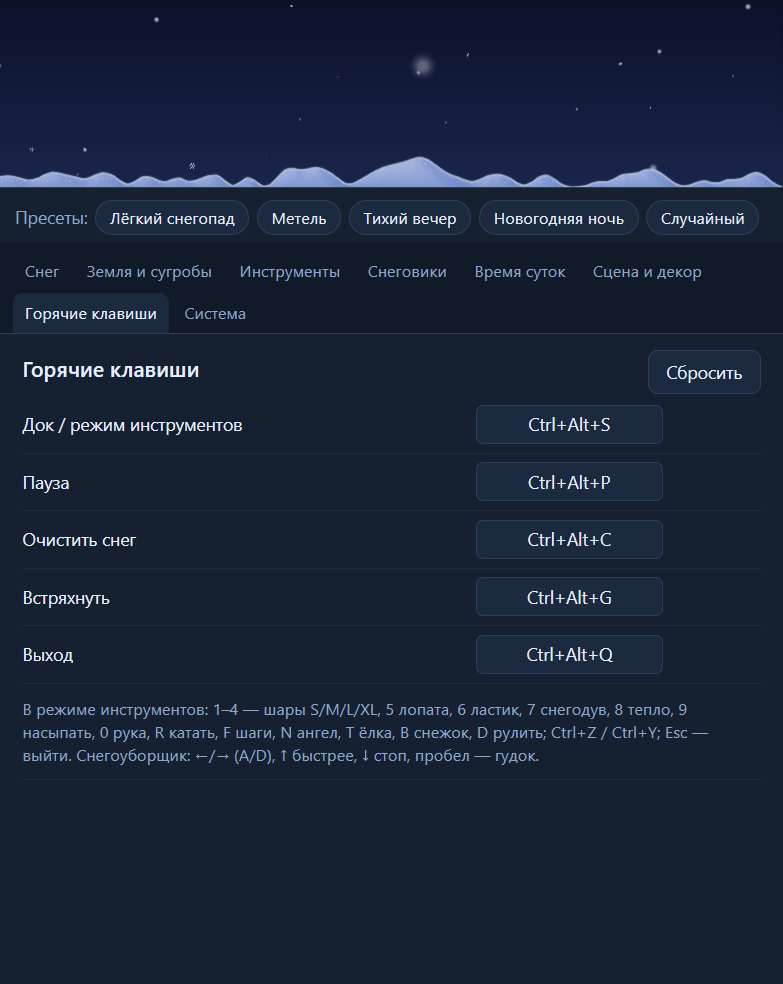 Пресеты: Лёгкий снегопад Метель Тихий вечер Новогодняя ночь Случайный
Снег Земля и сугробы Инструменты Снеговики Время суток Сцена и декор
Горячие клавиши Система
Горячие клавиши Сбросить
Док / режим инструментов Ctrl+Alt+S
Пауза Ctrl+Alt+P
Очистить снег Ctrl+Alt+C
Встряхнуть Ctrl+Alt+G
Выход Ctrl+Alt+Q
В режиме инструментов: 1–4 — шары S/M/L/XL, 5 лопата, 6 ластик, 7 снегодув, 8 тепло, 9
насыпать, 0 рука, R катать, F шаги, N ангел, T ёлка, B снежок, D рулить; Ctrl+Z / Ctrl+Y; Esc —
выйти. Снегоуборщик: ←/→ (A/D), ↑ быстрее, ↓ стоп, пробел — гудок.